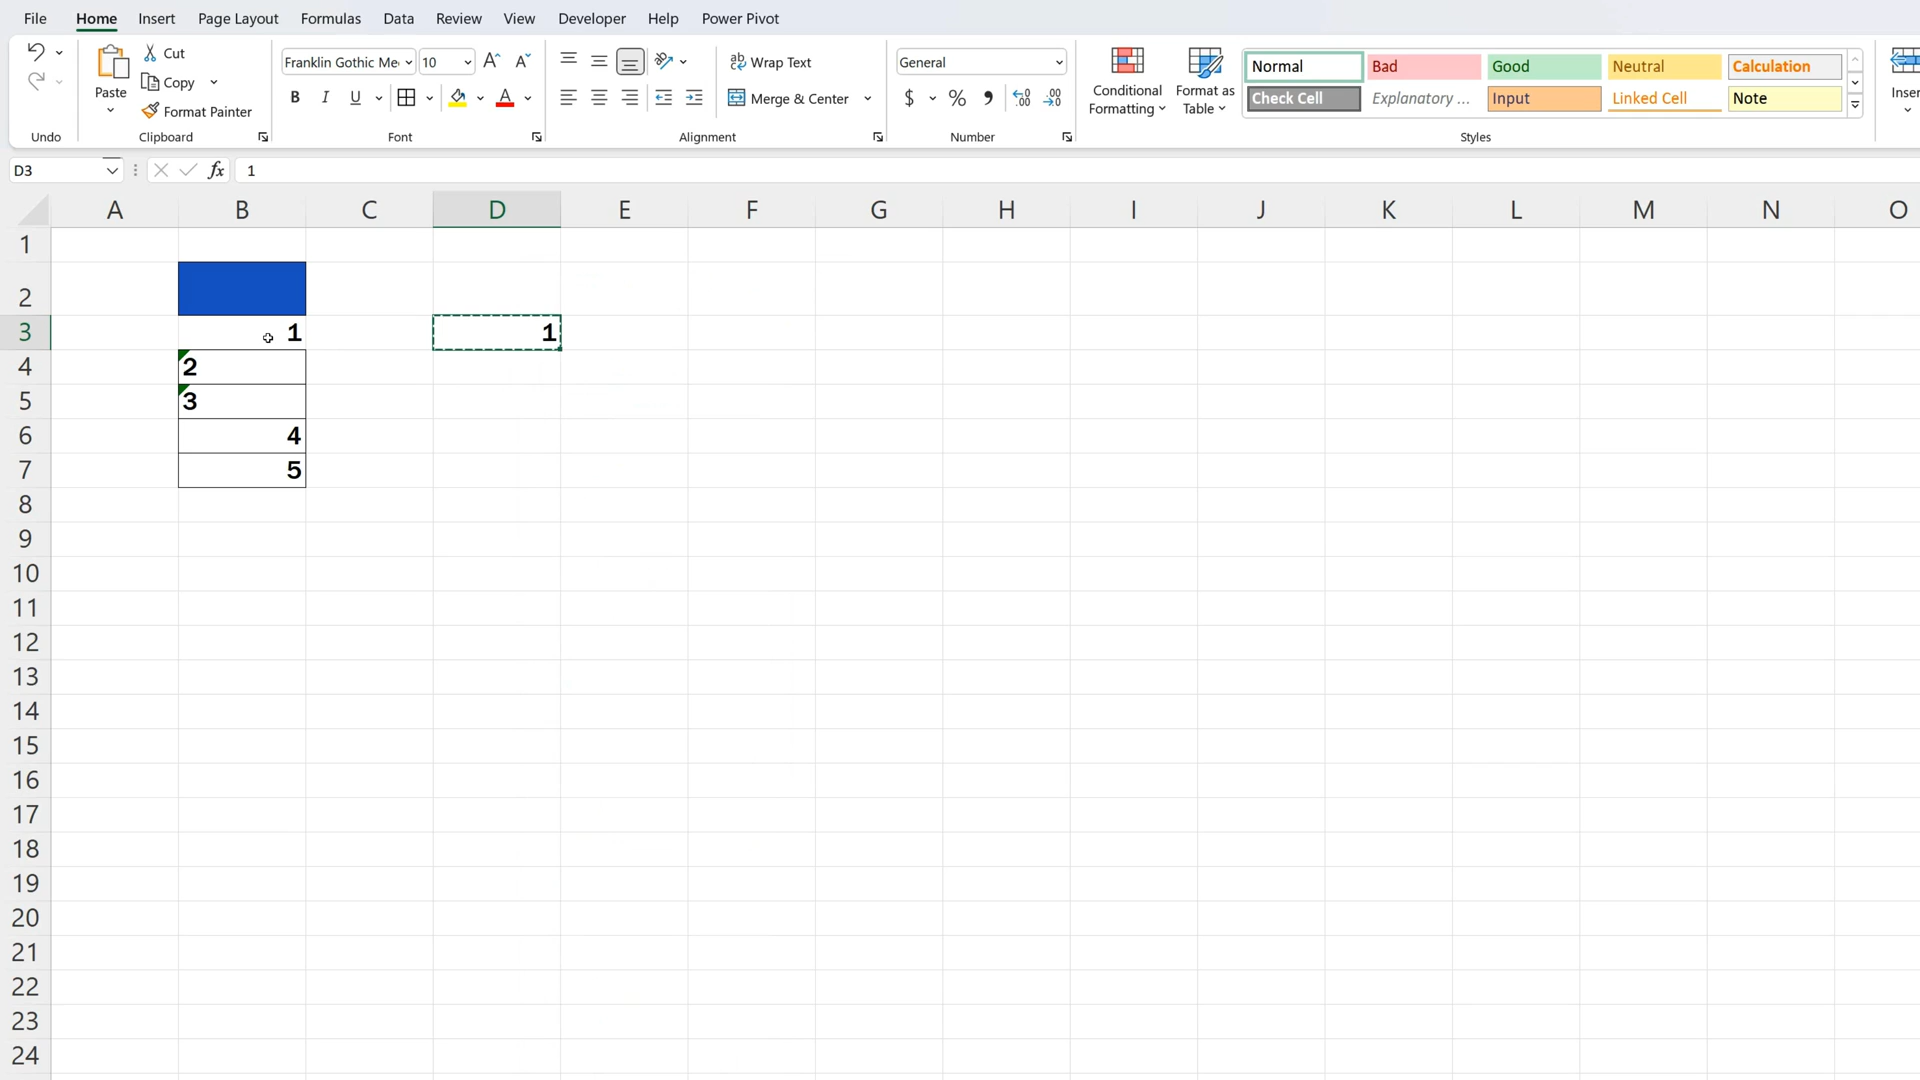 File Home Insert Page Layout Formulas Data Review View Developer Help Power Pivot
Cut
Copy
Format Painter
Paste
Franklin Gothic Me 10
B I U
Wrap Text
Merge & Center
General
$ % 9
Conditional
Formatting
Format as
Table
Normal Bad Good Neutral Calculation
Check Cell Explanatory ... Input Linked Cell Note
Inser
Undo Clipboard Font Alignment Number Styles
D3 fx 1
A B C D E F G H I J K L M N O
1
2
3 1 1
4 2
5 3
6 4
7 5
8
9
10
11
12
13
14
15
16
17
18
19
20
21
22
23
24